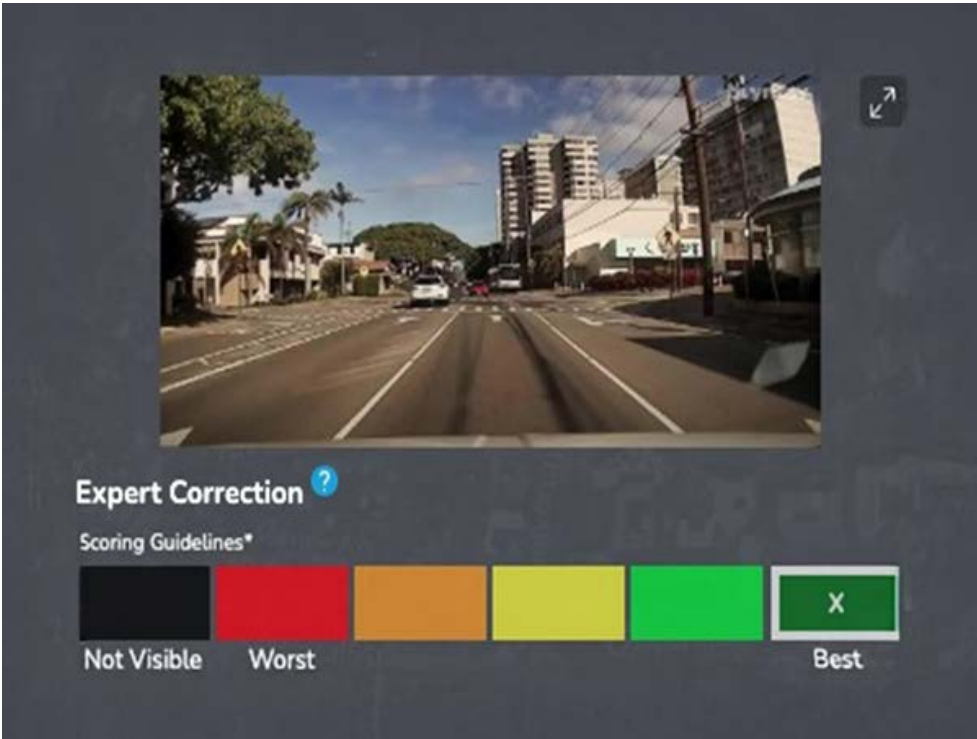 Expert Correction ?
Scoring Guidelines*
X
Not Visible Worst Best